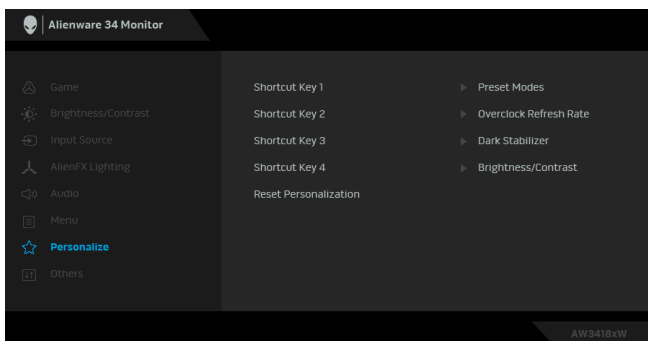 Alienware 34 Monitor
Game
Brightness/Contrast
Input Source
AlienFX Lighting
Audio
Menu
Personalize
Others
Shortcut Key 1 Preset Modes
Shortcut Key 2 Overclock Refresh Rate
Shortcut Key 3 Dark Stabilizer
Shortcut Key 4 Brightness/Contrast
Reset Personalization
AW3418xW